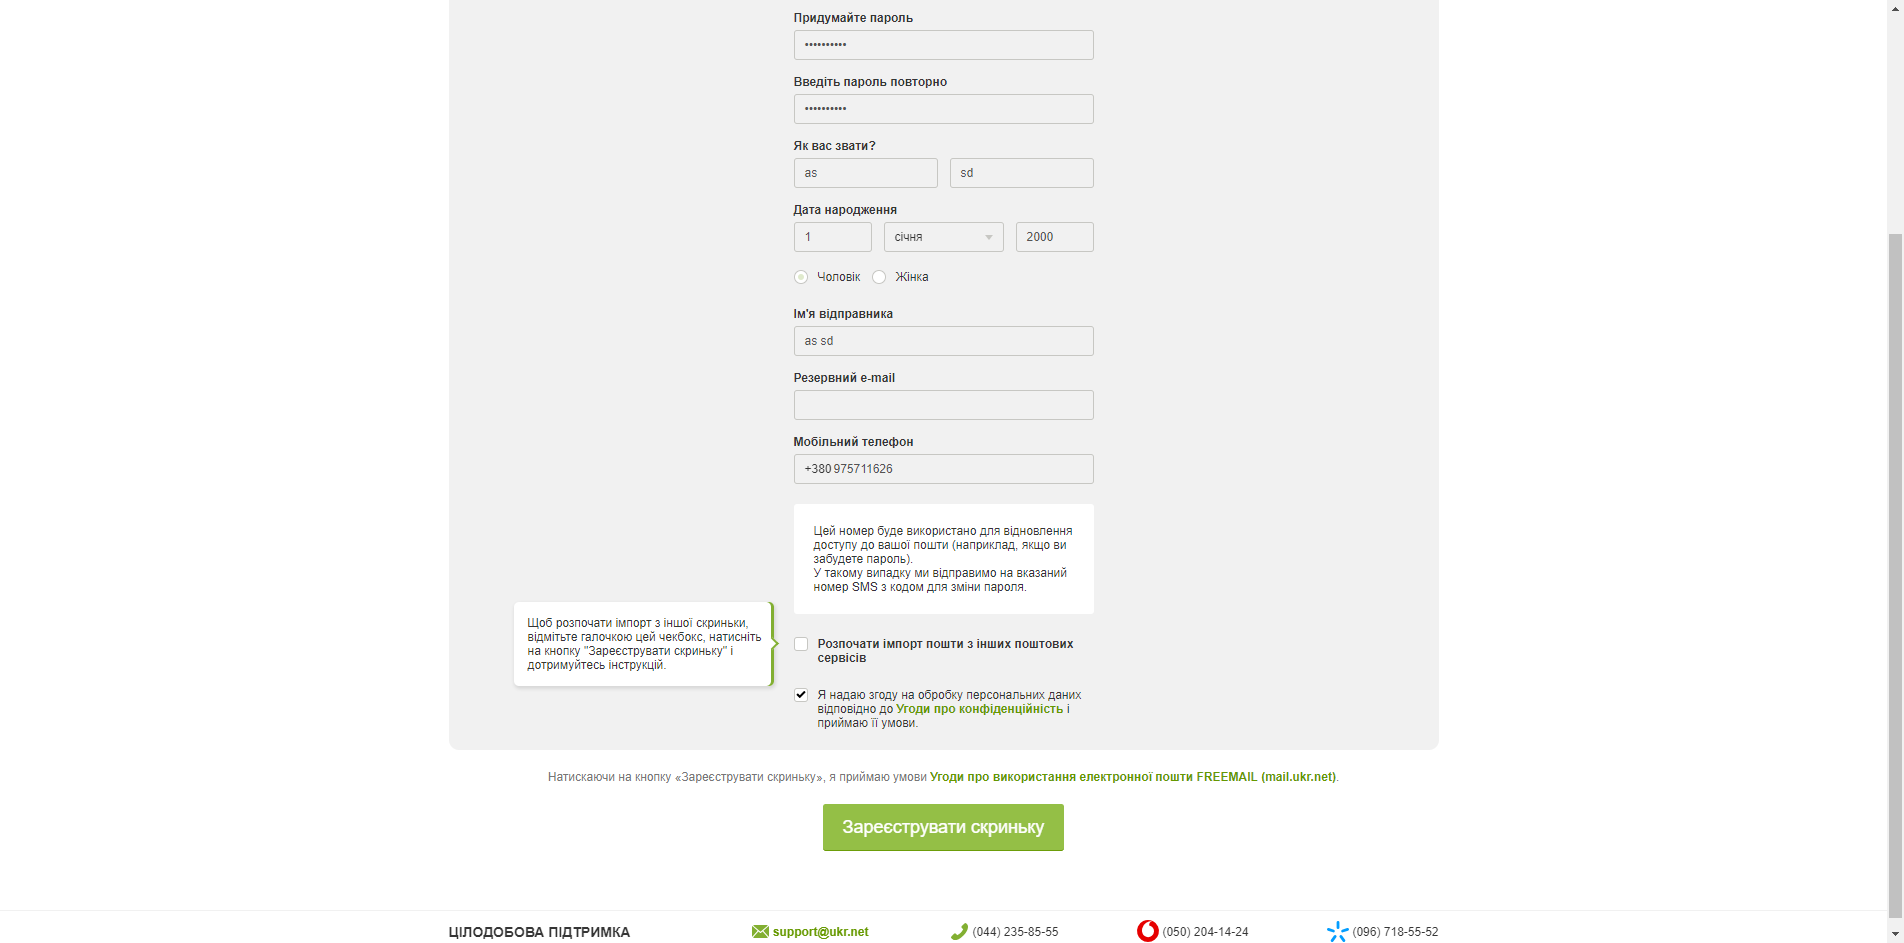 Придумайте пароль
••••••••••
Введіть пароль повторно
••••••••••
Як вас звати?
as sd
Дата народження
1 січня 2000
Чоловік Жінка
Ім'я відправника
as sd
Резервний e-mail
Мобільний телефон
+380 975711626
Цей номер буде використано для відновлення
доступу до вашої пошти (наприклад, якщо ви
забудете пароль).
У такому випадку ми відправимо на вказаний
номер SMS з кодом для зміни пароля.
Щоб розпочати імпорт з іншої скриньки,
відмітьте галочкою цей чекбокс, натисніть
на кнопку "Зареєструвати скриньку" і
дотримуйтесь інструкцій.
Розпочати імпорт пошти з інших поштових
сервісів
Я надаю згоду на обробку персональних даних
відповідно до Угоди про конфіденційність і
приймаю її умови.
Натискаючи на кнопку «Зареєструвати скриньку», я приймаю умови Угоди про використання електронної пошти FREEMAIL (mail.ukr.net).
Зареєструвати скриньку
ЦІЛОДОБОВА ПІДТРИМКА support@ukr.net (044) 235-85-55 (050) 204-14-24 (096) 718-55-52